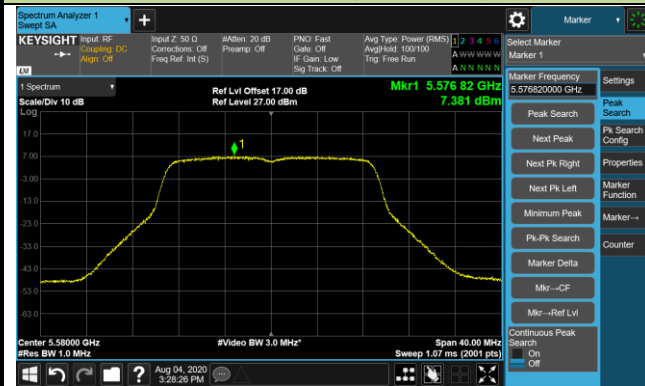 Spectrum Analyzer 1
Swept SA
Marker
KEYSIGHT
Input: RF
Coupling: DC
Align: Off
Input Z: 50 Ω
Corrections: Off
Freq Ref: Int (S)
#Atten: 20 dB
Preamp: Off
PNO: Fast
Gate: Off
IF Gain: Low
Sig Track: Off
Avg Type: Power (RMS)
Avg|Hold: 100/100
Trig: Free Run
1 2 3 4 5 6
A W W W W W
A N N N N N
LXI
Select Marker
Marker 1
1 Spectrum
Scale/Div 10 dB
Log
Ref Lvl Offset 17.00 dB
Ref Level 27.00 dBm
Mkr1 5.576 82 GHz
7.381 dBm
17.0
7.00
-3.00
-13.0
-23.0
-33.0
-43.0
-53.0
-63.0
1
Center 5.58000 GHz
#Res BW 1.0 MHz
#Video BW 3.0 MHz*
Span 40.00 MHz
Sweep 1.07 ms (2001 pts)
Marker Frequency
5.576820000 GHz
Peak Search
Next Peak
Next Pk Right
Next Pk Left
Minimum Peak
Pk-Pk Search
Marker Delta
Mkr→CF
Mkr→Ref Lvl
Continuous Peak
Search
On
Off
Settings
Peak
Search
Pk Search
Config
Properties
Marker
Function
Marker→
Counter
Aug 04, 2020
3:28:26 PM